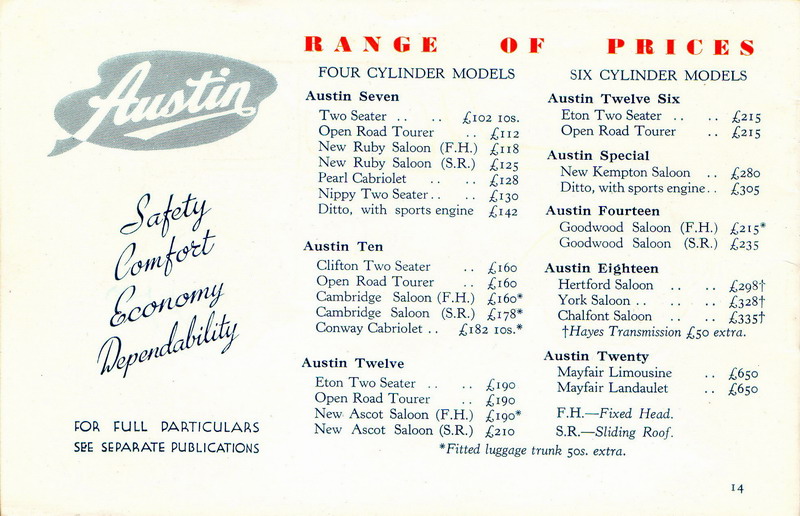 Austin
Safety
Comfort
Economy
Dependability
FOR FULL PARTICULARS
SEE SEPARATE PUBLICATIONS
RANGE OF PRICES
FOUR CYLINDER MODELS
Austin Seven
Two Seater .. .. £102 10s.
Open Road Tourer .. £112
New Ruby Saloon (F.H.) £118
New Ruby Saloon (S.R.) £125
Pearl Cabriolet .. .. £128
Nippy Two Seater .. .. £130
Ditto, with sports engine £142
Austin Ten
Clifton Two Seater .. £160
Open Road Tourer .. £160
Cambridge Saloon (F.H.) £160*
Cambridge Saloon (S.R.) £178*
Conway Cabriolet .. £182 10s.*
Austin Twelve
Eton Two Seater .. .. £190
Open Road Tourer .. £190
New Ascot Saloon (F.H.) £190*
New Ascot Saloon (S.R.) £210
SIX CYLINDER MODELS
Austin Twelve Six
Eton Two Seater .. .. £215
Open Road Tourer .. £215
Austin Special
New Kempton Saloon .. £280
Ditto, with sports engine .. £305
Austin Fourteen
Goodwood Saloon (F.H.) £215*
Goodwood Saloon (S.R.) £235
Austin Eighteen
Hertford Saloon .. .. £298†
York Saloon .. .. .. £328†
Chalfont Saloon .. .. £335†
†Hayes Transmission £50 extra.
Austin Twenty
Mayfair Limousine .. £650
Mayfair Landaulet .. £650
F.H.—Fixed Head.
S.R.—Sliding Roof.
*Fitted luggage trunk 50s. extra.
14